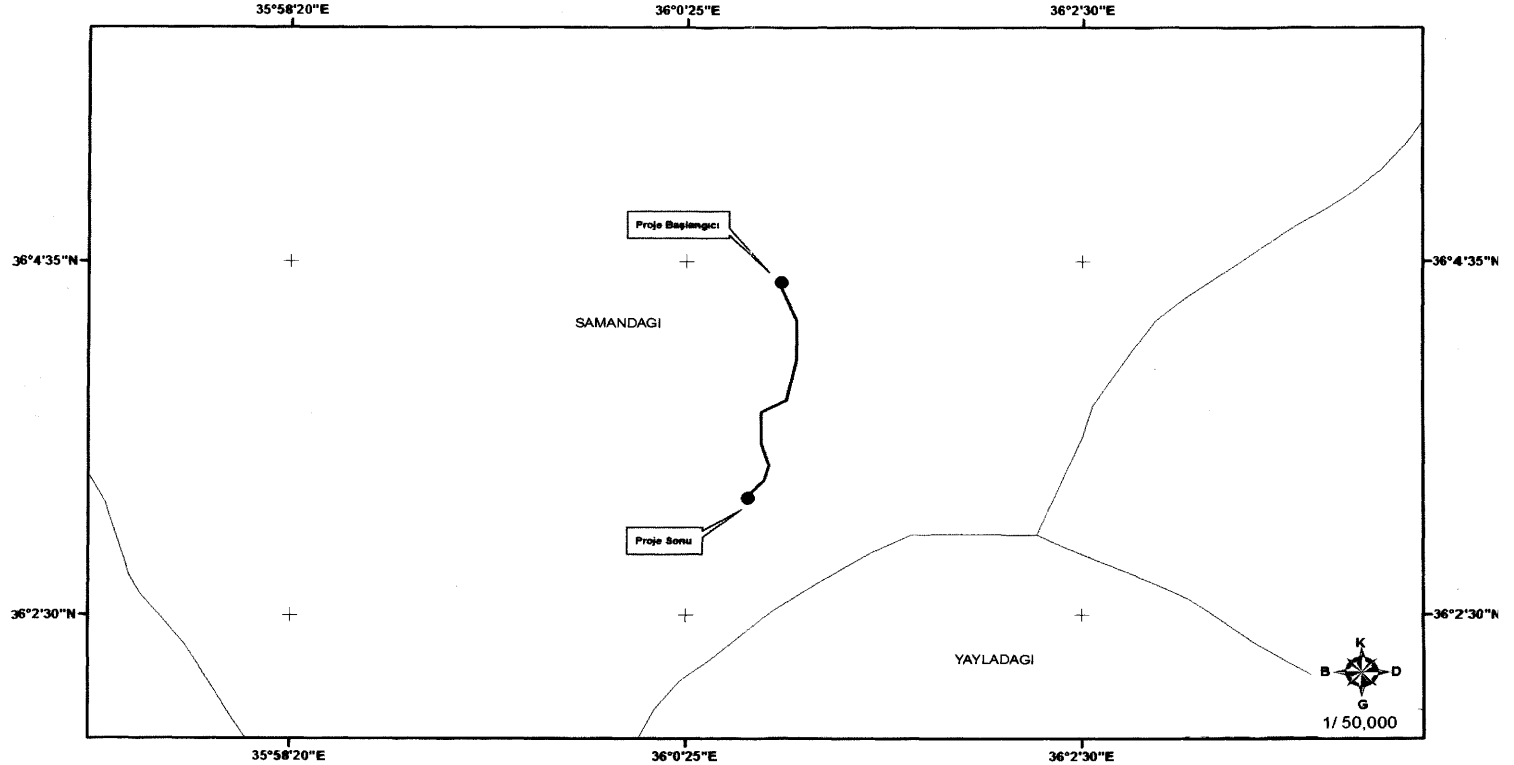 35°58'20"E 36°0'25"E 36°2'30"E
Proje Başlangıcı
36°4'35"N 36°4'35"N
SAMANDAGI
Proje Sonu
36°2'30"N 36°2'30"N
YAYLADAGI
K
B D
G
1/ 50,000
35°58'20"E 36°0'25"E 36°2'30"E